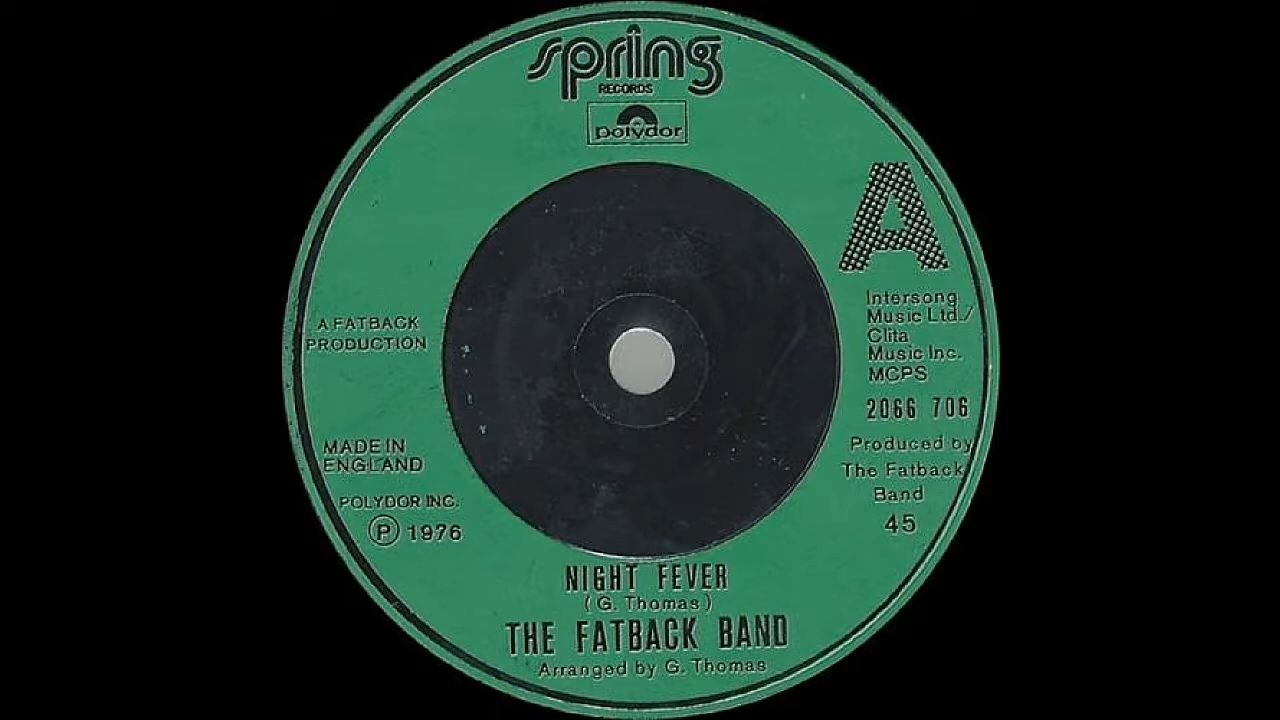 spring
RECORDS
polydor
A
A FATBACK
PRODUCTION
MADE IN
ENGLAND
POLYDOR INC.
Ⓟ 1976
Intersong
Music Ltd./
Clita
Music Inc.
MCPS
2066 706
Produced by
The Fatback
Band
45
NIGHT FEVER
(G. Thomas)
THE FATBACK BAND
Arranged by G. Thomas